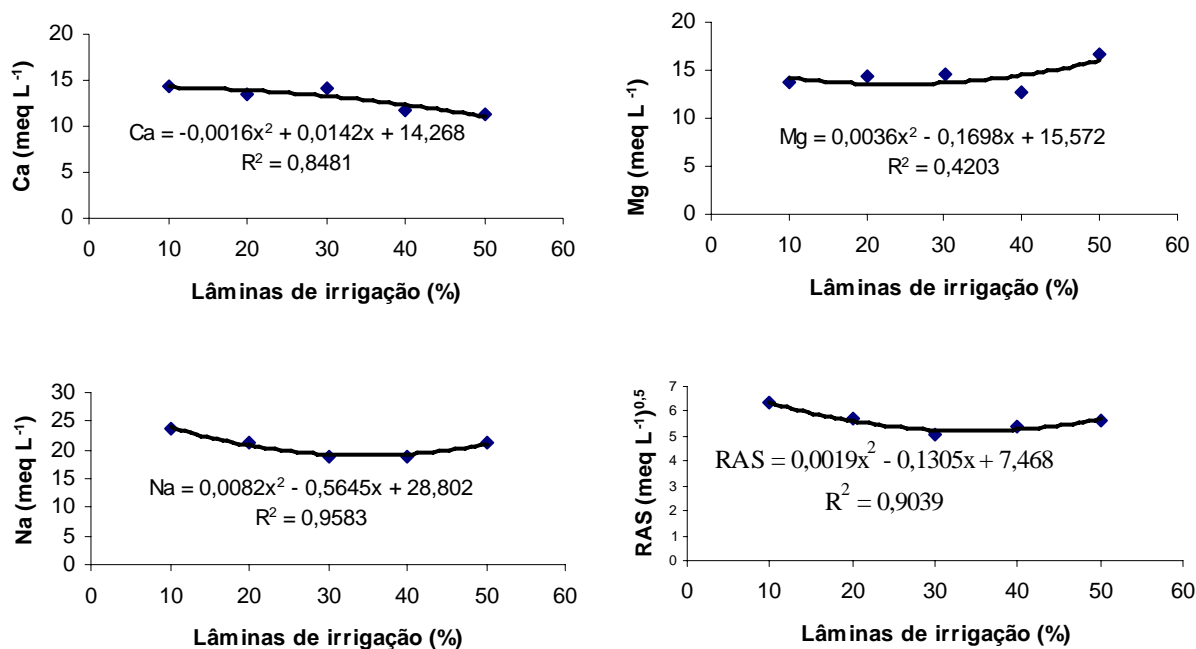 Ca (meq L⁻¹)
20
15
10
5
0
Ca = -0,0016x² + 0,0142x + 14,268
R² = 0,8481
0 10 20 30 40 50 60
Lâminas de irrigação (%)
Mg (meq L⁻¹)
20
15
10
5
0
Mg = 0,0036x² - 0,1698x + 15,572
R² = 0,4203
0 10 20 30 40 50 60
Lâminas de irrigação (%)
Na (meq L⁻¹)
30
25
20
15
10
5
0
Na = 0,0082x² - 0,5645x + 28,802
R² = 0,9583
0 10 20 30 40 50 60
Lâminas de irrigação (%)
RAS (meq L⁻¹)⁰,⁵
7
6
5
4
3
2
1
0
RAS = 0,0019x² - 0,1305x + 7,468
R² = 0,9039
0 10 20 30 40 50 60
Lâminas de irrigação (%)